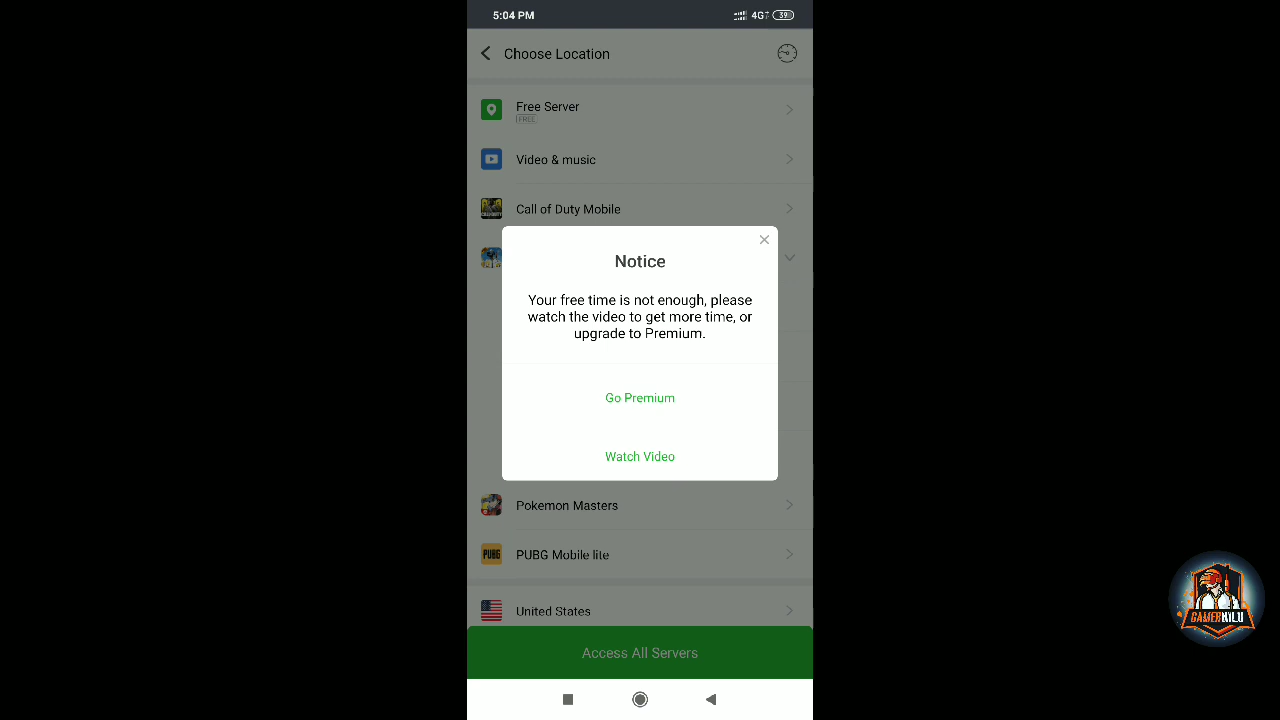 5:04 PM
4G
39
Choose Location
Free Server
FREE
Video & music
Call of Duty Mobile
Notice
Your free time is not enough, please
watch the video to get more time, or
upgrade to Premium.
Go Premium
Watch Video
Pokemon Masters
PUBG
PUBG Mobile lite
United States
Access All Servers
GAMERNILU